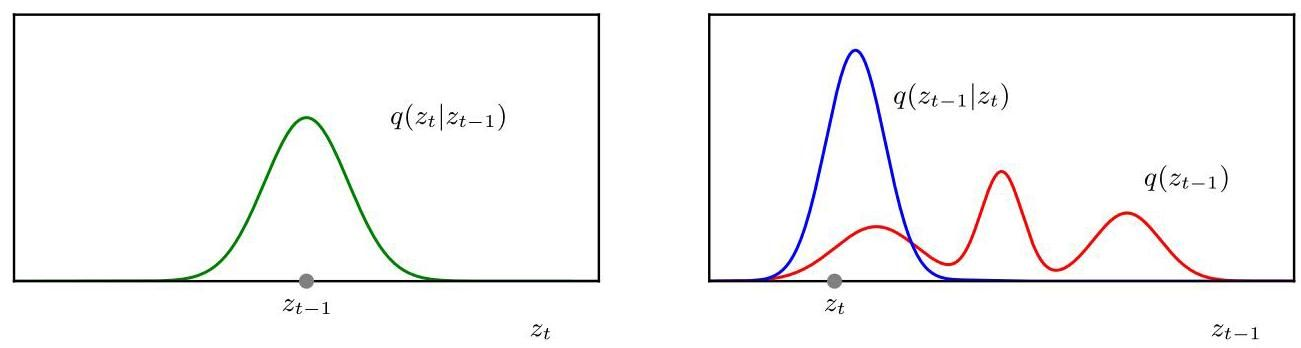 q(z_t|z_{t−1})
z_{t−1}
z_t
q(z_{t−1}|z_t)
q(z_{t−1})
z_t
z_{t−1}